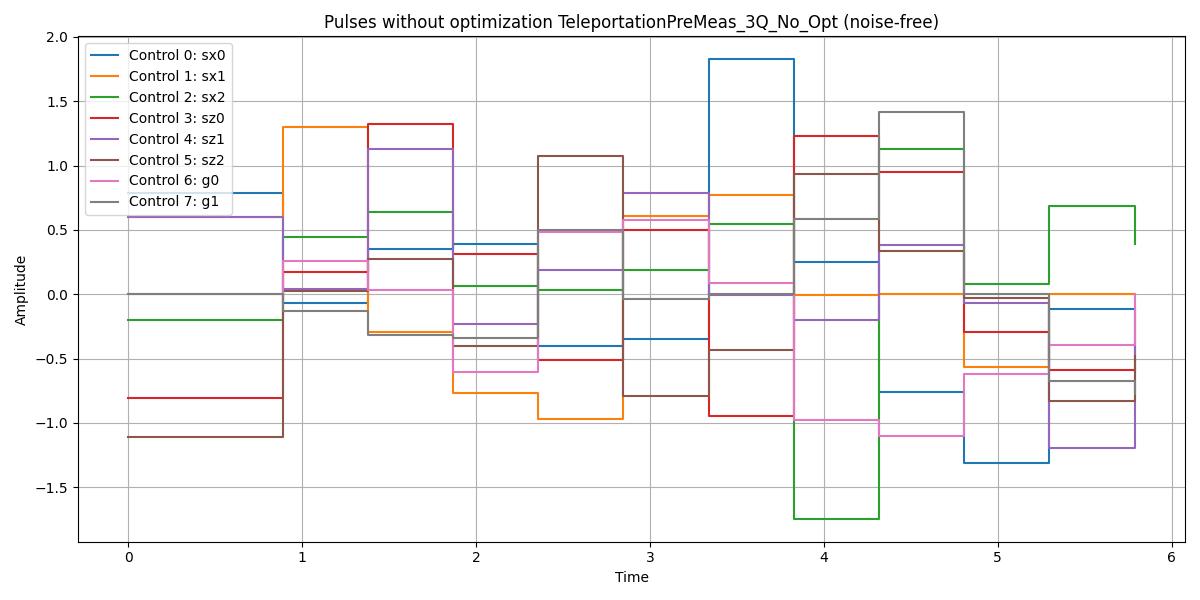 Pulses without optimization TeleportationPreMeas_3Q_No_Opt (noise-free)
2.0
1.5
1.0
0.5
0.0
−0.5
−1.0
−1.5
Amplitude
Control 0: sx0
Control 1: sx1
Control 2: sx2
Control 3: sz0
Control 4: sz1
Control 5: sz2
Control 6: g0
Control 7: g1
0 1 2 3 4 5 6
Time